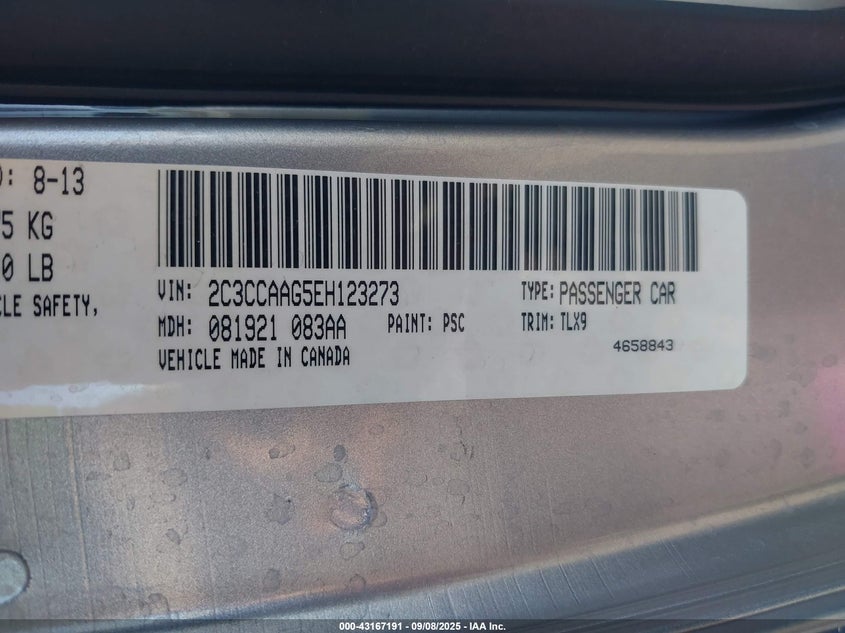 ): 8-13
5 KG
0 LB
CLE SAFETY,
VIN: 2C3CCAAG5EH123273 TYPE: PASSENGER CAR
MDH: 081921 083AA PAINT: PSC TRIM: TLX9
VEHICLE MADE IN CANADA 4658843
000-43167191 - 09/08/2025 - IAA Inc.